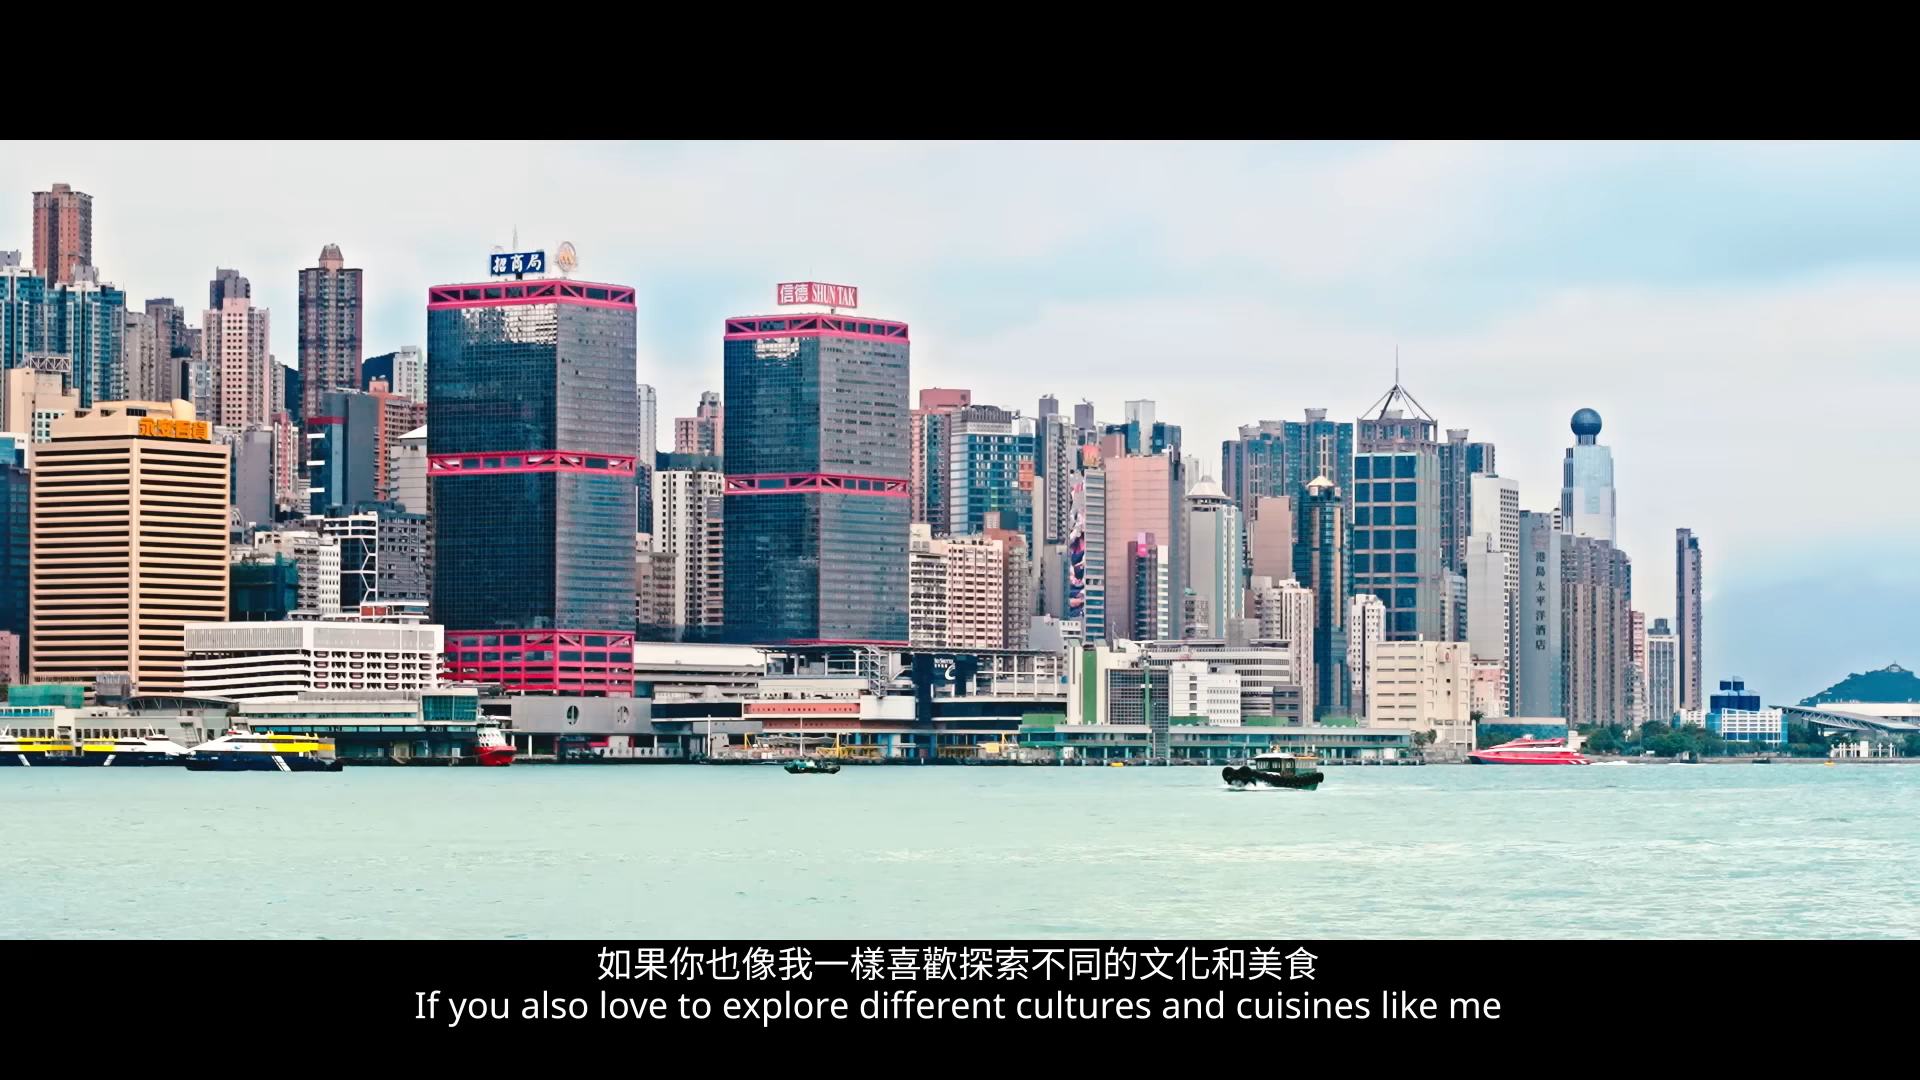 招商局
信德 SHUN TAK
永安百貨
港島太平洋酒店
如果你也像我一樣喜歡探索不同的文化和美食
If you also love to explore different cultures and cuisines like me